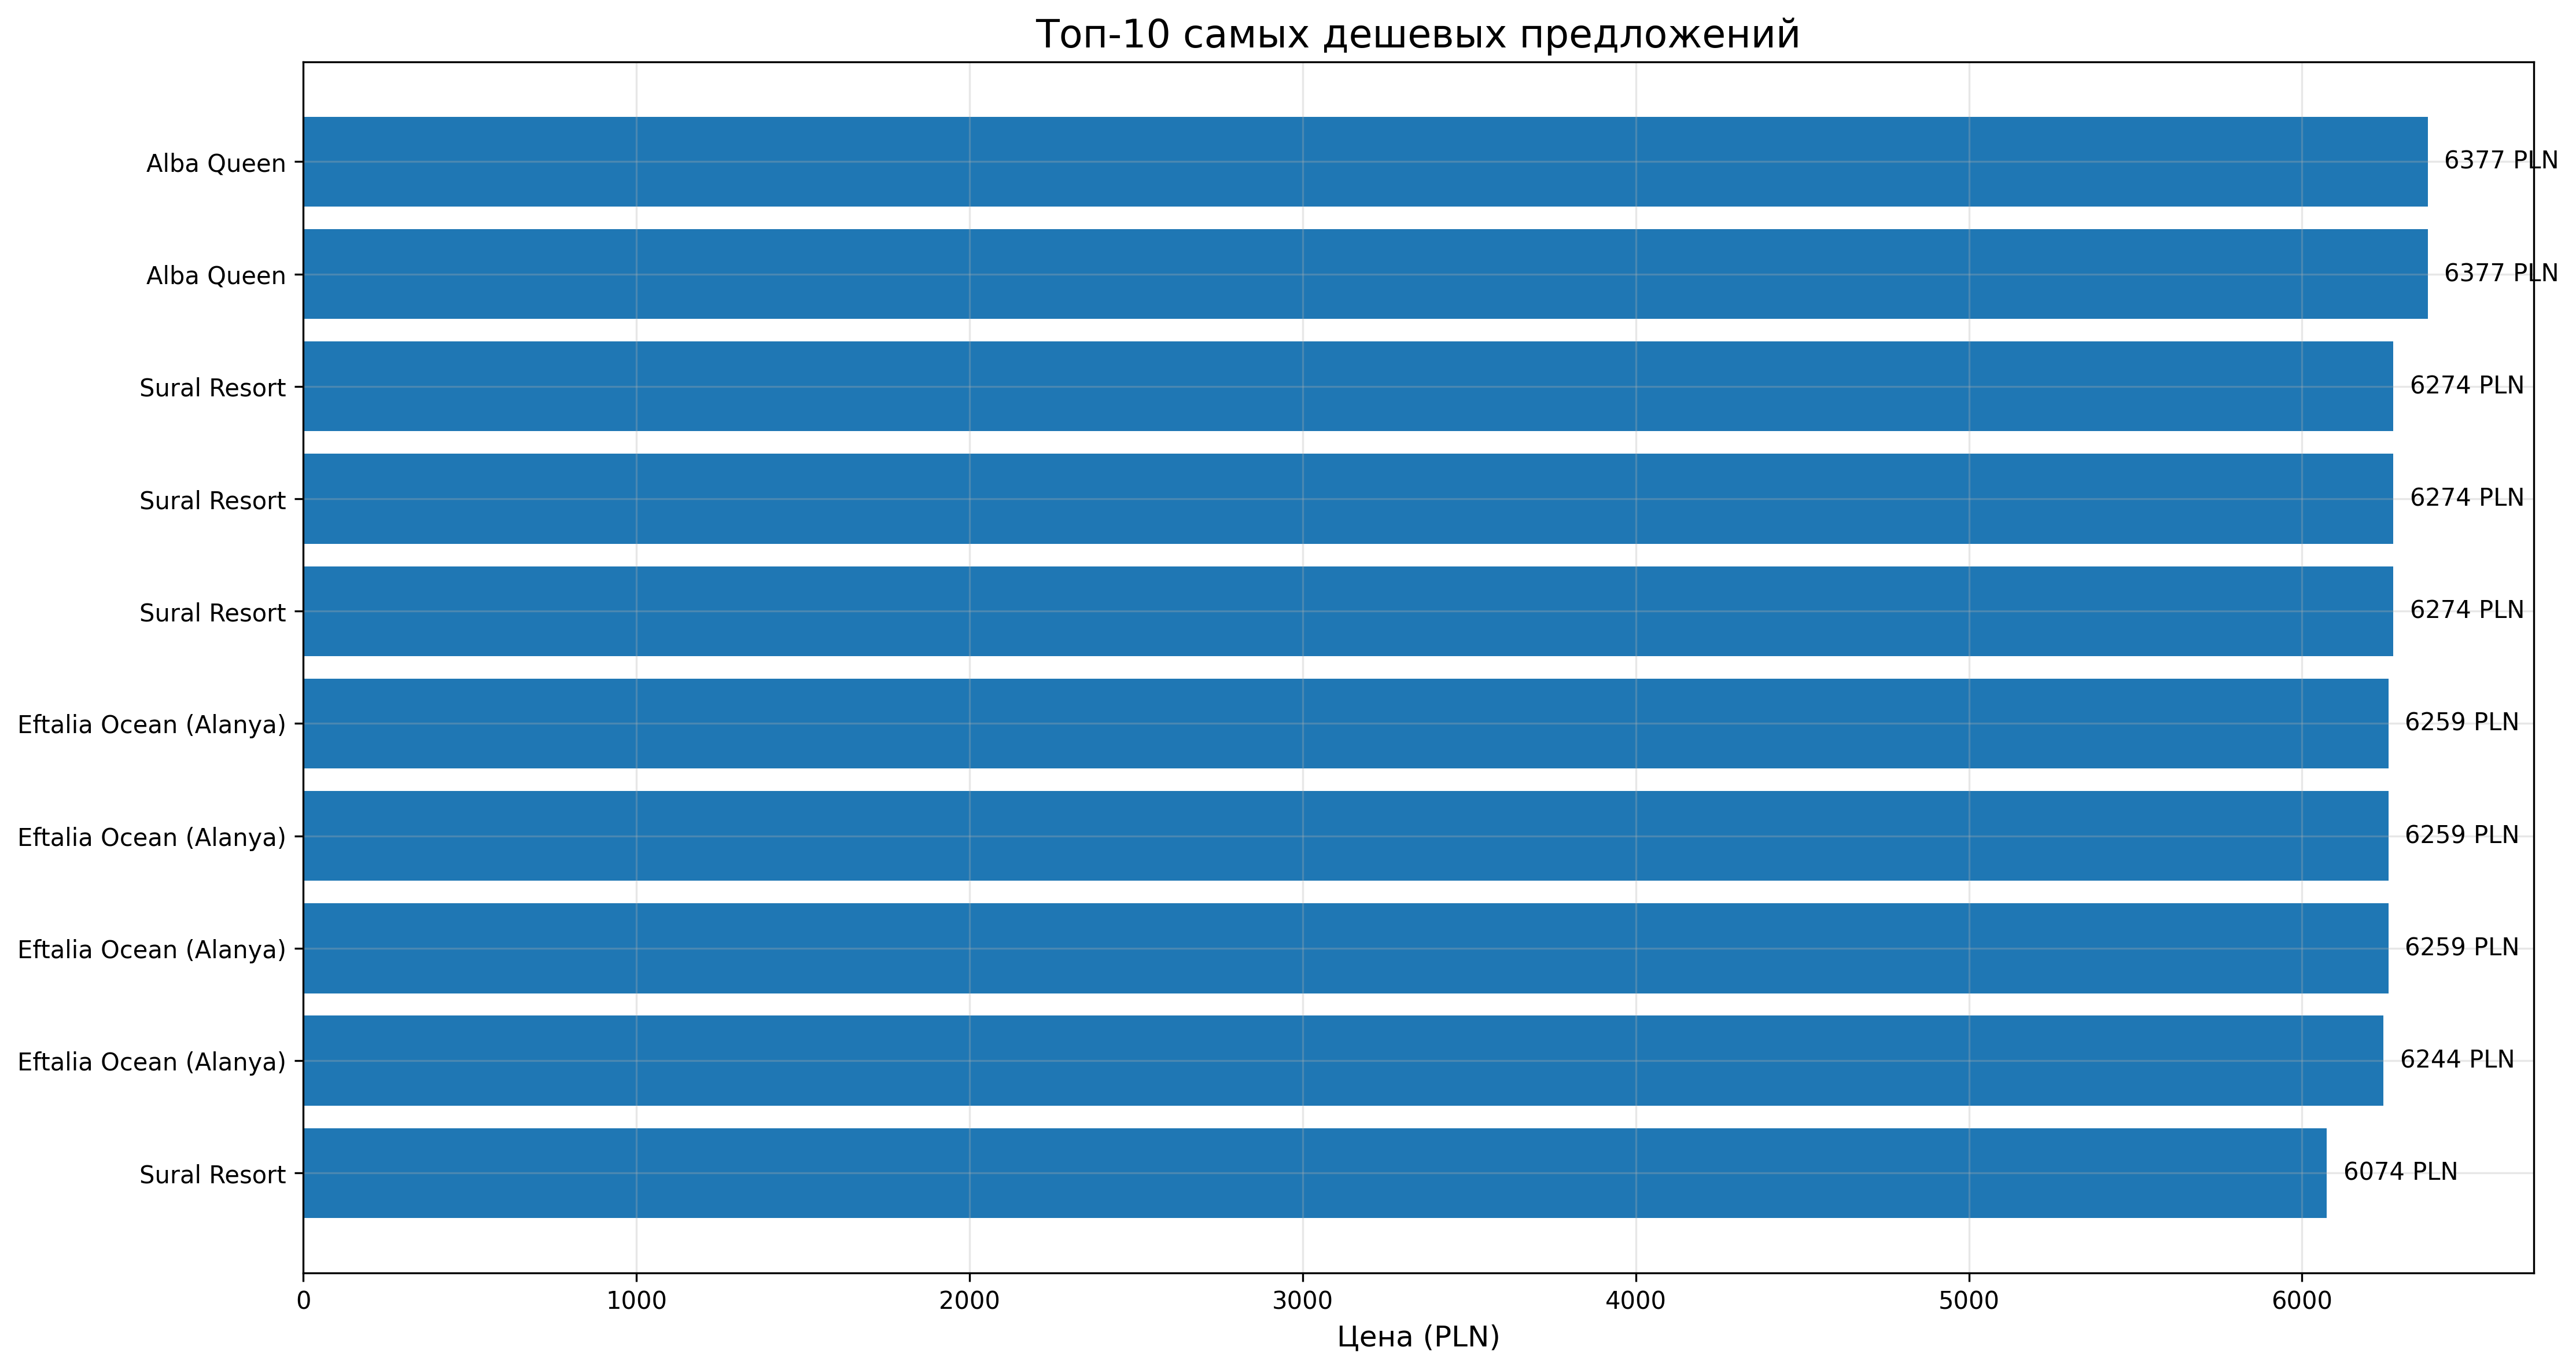 Топ-10 самых дешевых предложений
Alba Queen 6377 PLN
Alba Queen 6377 PLN
Sural Resort 6274 PLN
Sural Resort 6274 PLN
Sural Resort 6274 PLN
Eftalia Ocean (Alanya) 6259 PLN
Eftalia Ocean (Alanya) 6259 PLN
Eftalia Ocean (Alanya) 6259 PLN
Eftalia Ocean (Alanya) 6244 PLN
Sural Resort 6074 PLN
0 1000 2000 3000 4000 5000 6000
Цена (PLN)